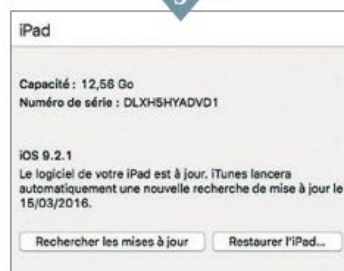 iPad
Capacité : 12,56 Go
Numéro de série : DLXH5HYADVD1
iOS 9.2.1
Le logiciel de votre iPad est à jour. iTunes lancera
automatiquement une nouvelle recherche de mise à jour le
15/03/2016.
Rechercher les mises à jour
Restaurer l'iPad...